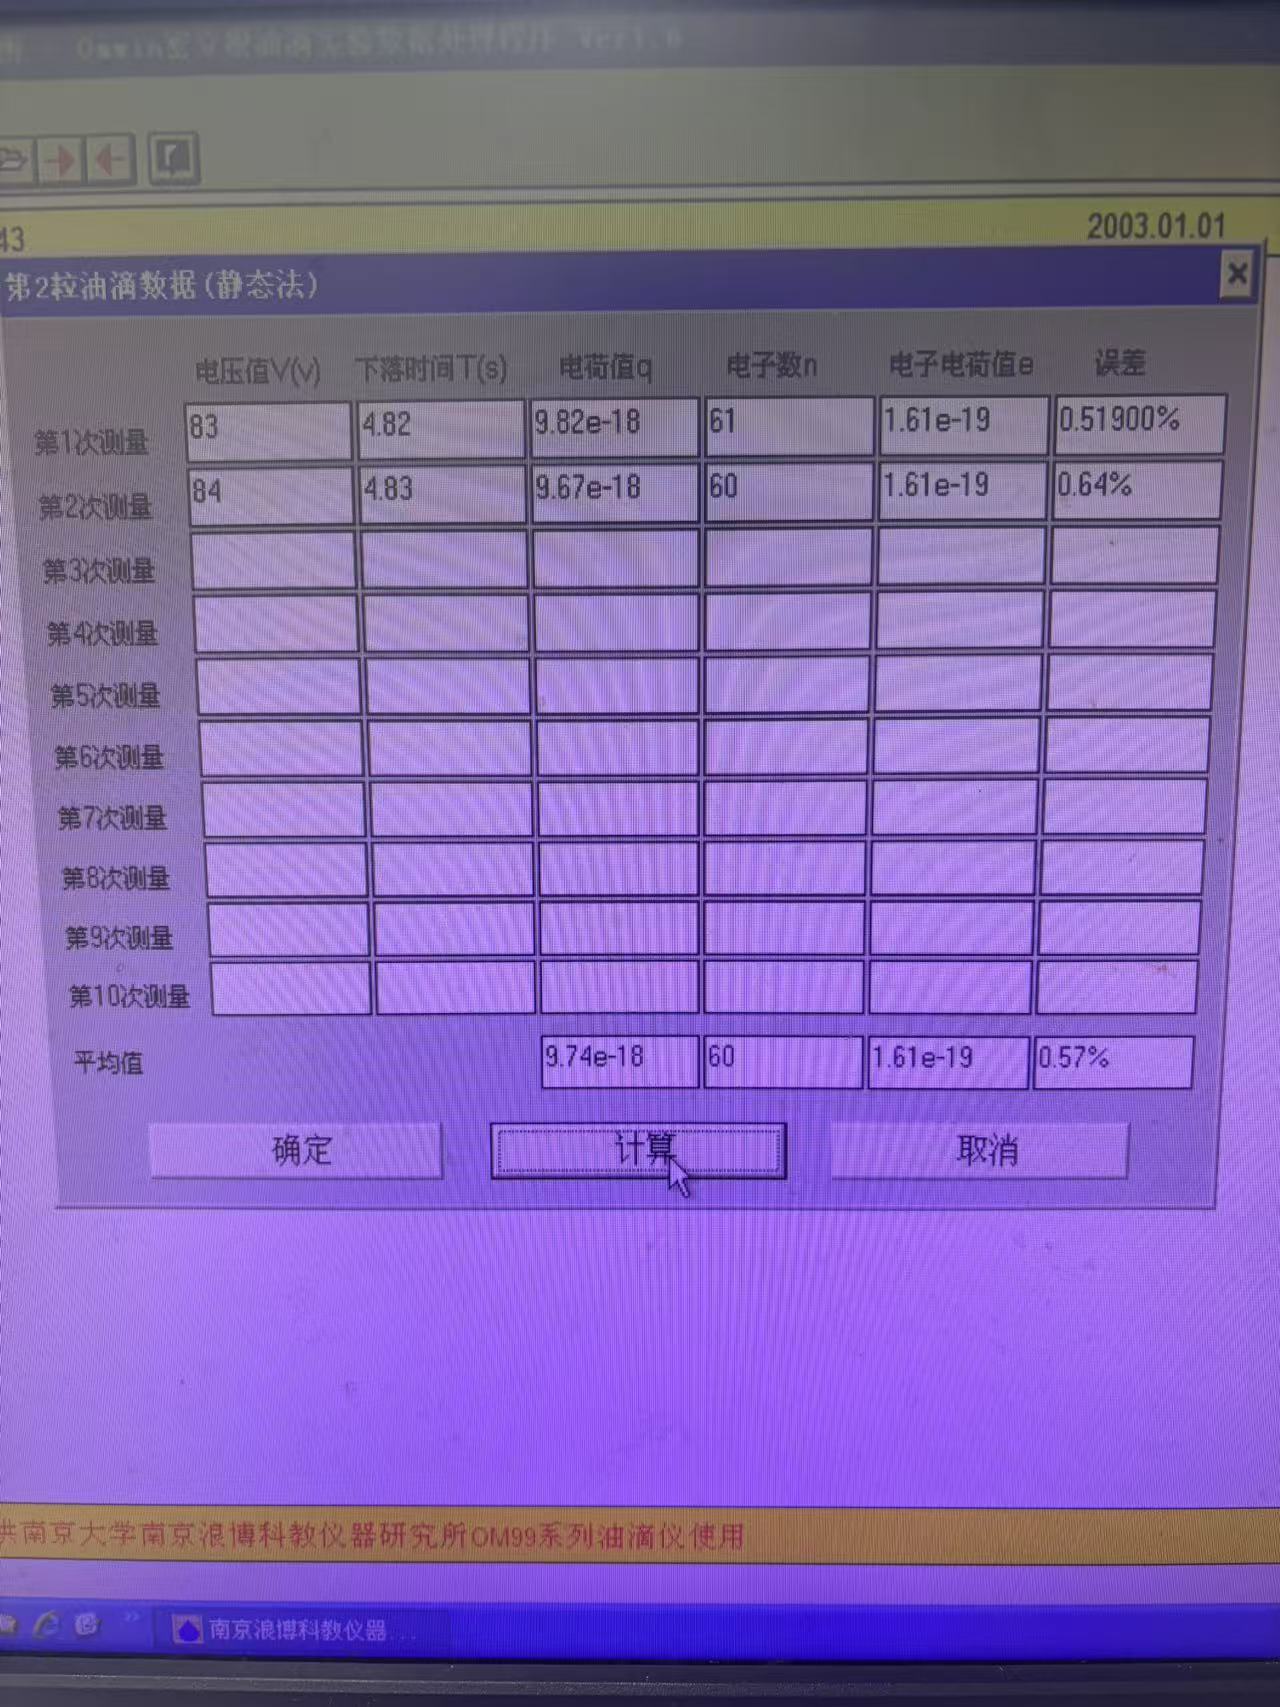 2003.01.01
43
第2粒油滴数据(静态法)
电压值V(v) 下落时间T(s) 电荷值q 电子数n 电子电荷值e 误差
第1次测量 83 4.82 9.82e-18 61 1.61e-19 0.51900%
第2次测量 84 4.83 9.67e-18 60 1.61e-19 0.64%
第3次测量
第4次测量
第5次测量
第6次测量
第7次测量
第8次测量
第9次测量
第10次测量
平均值 9.74e-18 60 1.61e-19 0.57%
确定 计算 取消
供南京大学南京浪博科教仪器研究所OM99系列油滴仪使用
南京浪博科教仪器...